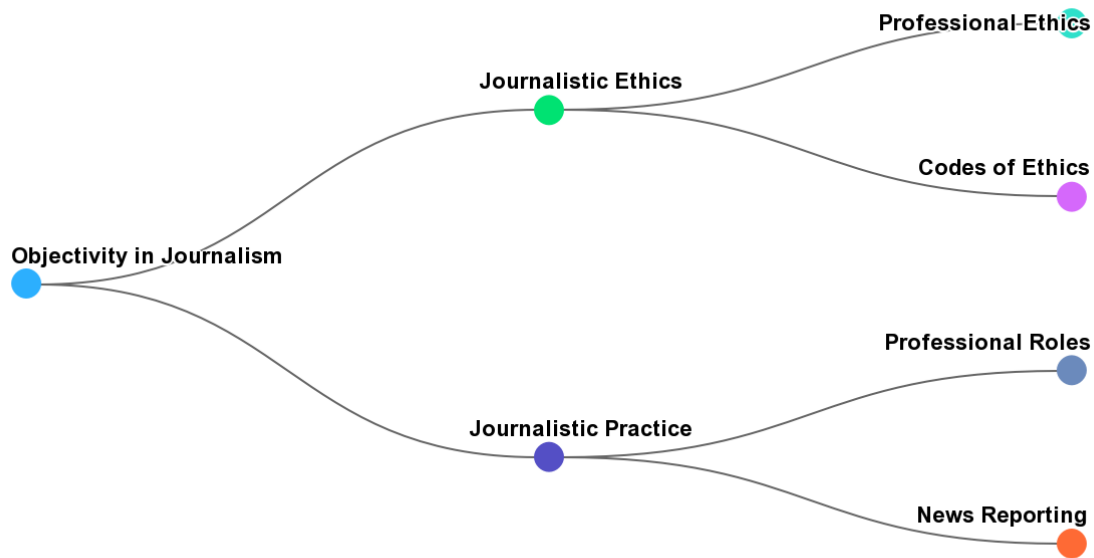 Professional Ethics
Journalistic Ethics
Codes of Ethics
Objectivity in Journalism
Professional Roles
Journalistic Practice
News Reporting